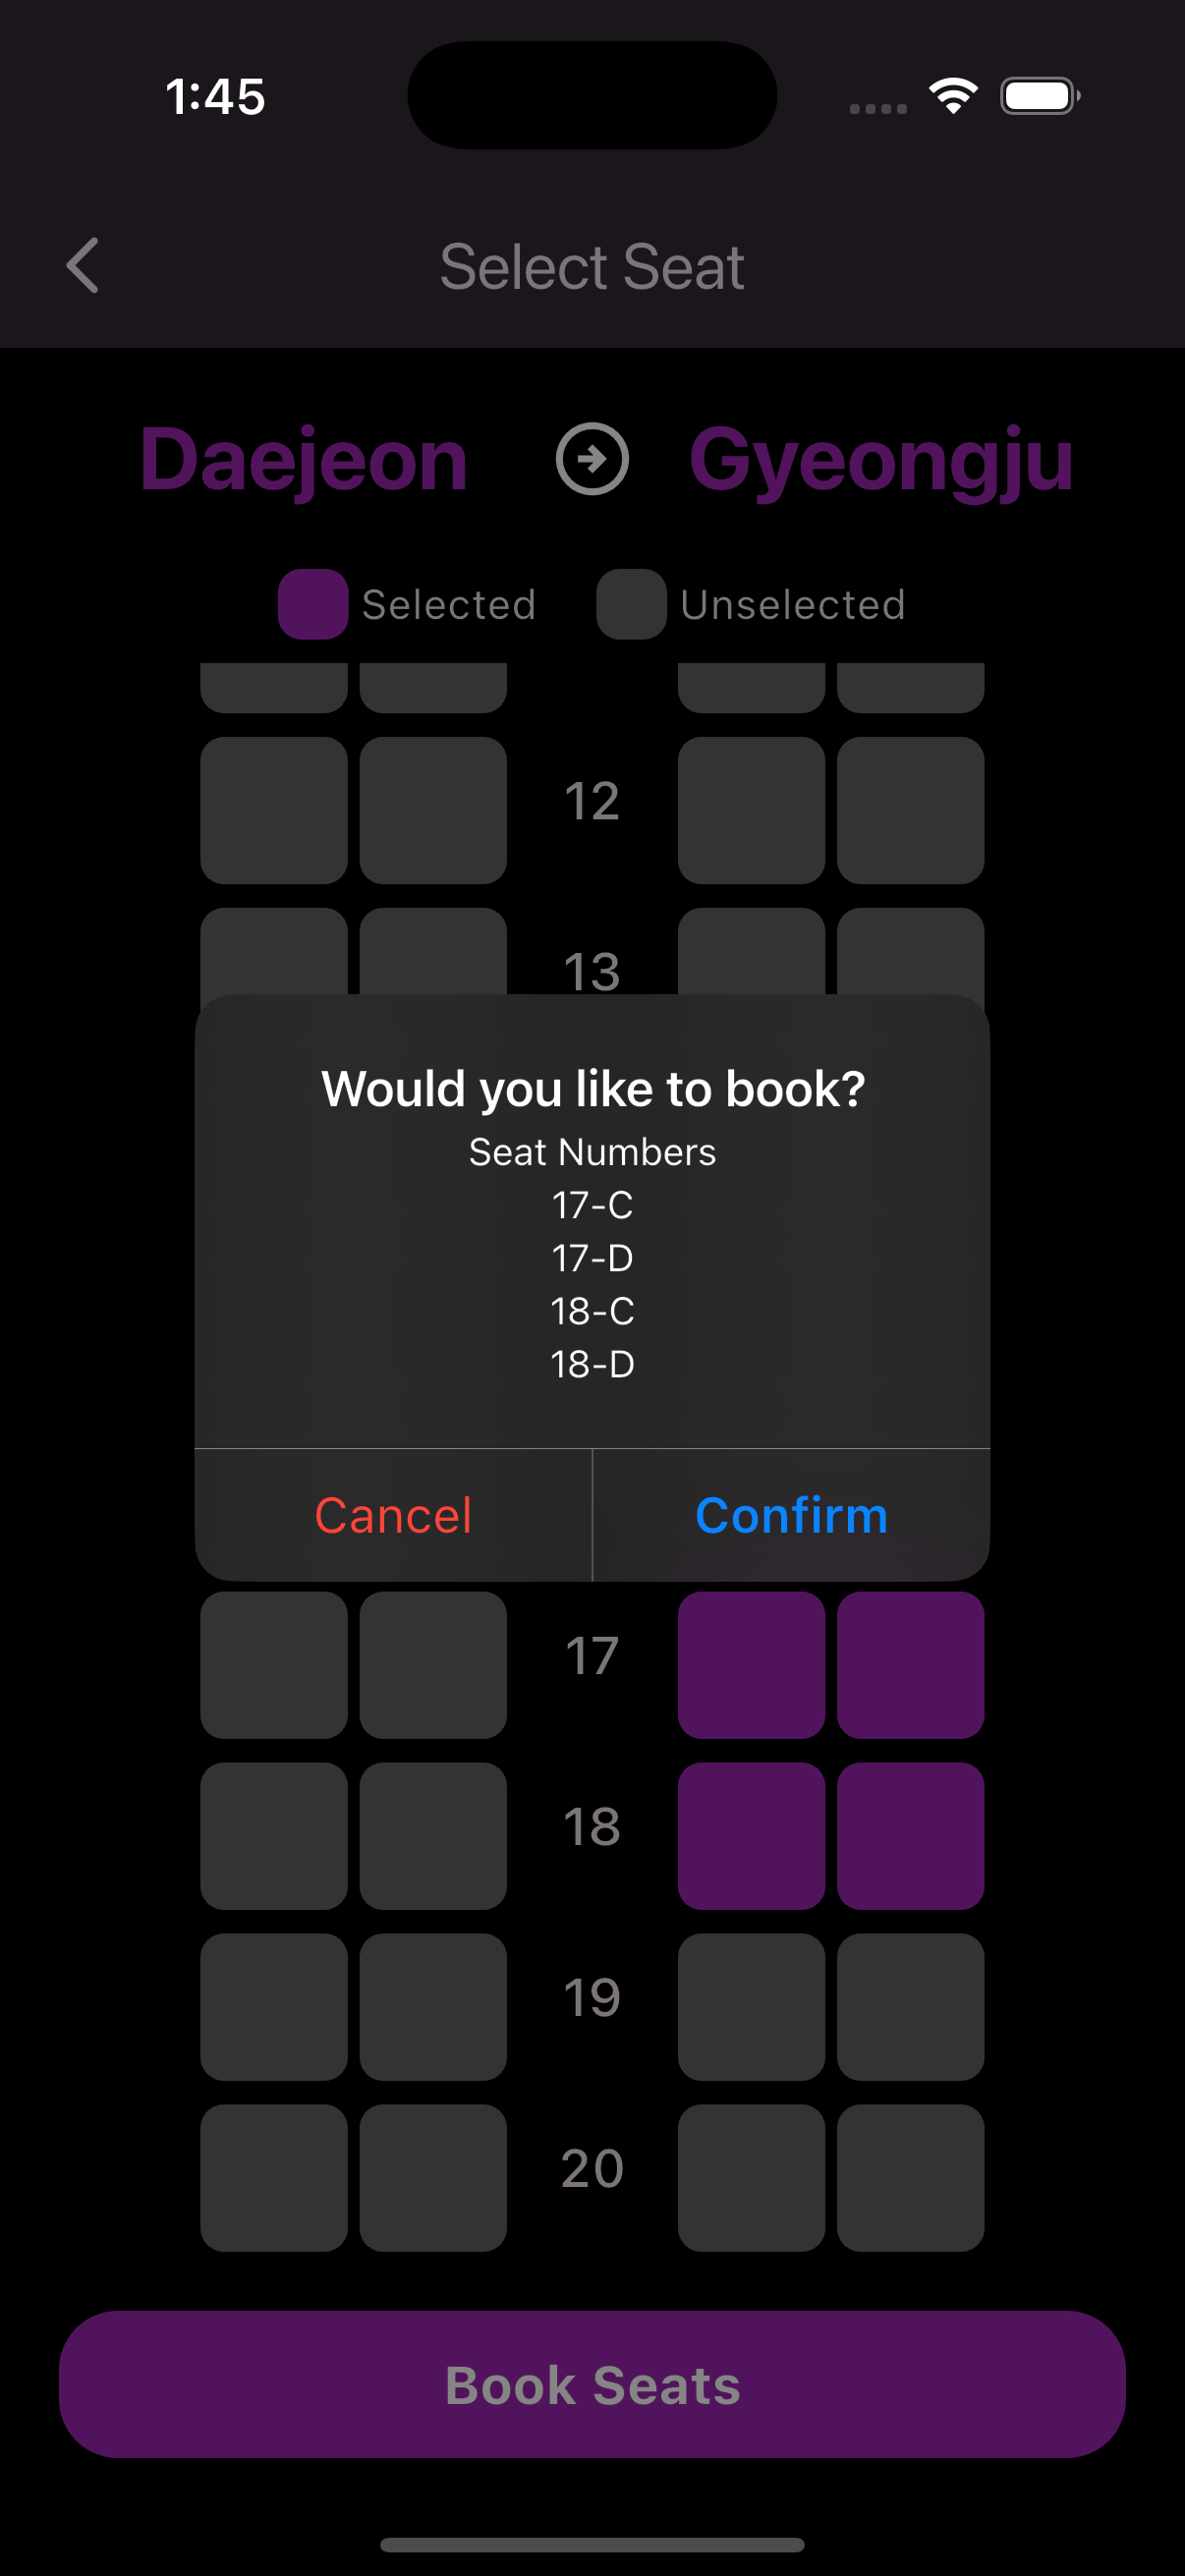 1:45
Select Seat
Daejeon Gyeongju
Selected Unselected
12
13
Would you like to book?
Seat Numbers
17-C
17-D
18-C
18-D
Cancel Confirm
17
18
19
20
Book Seats